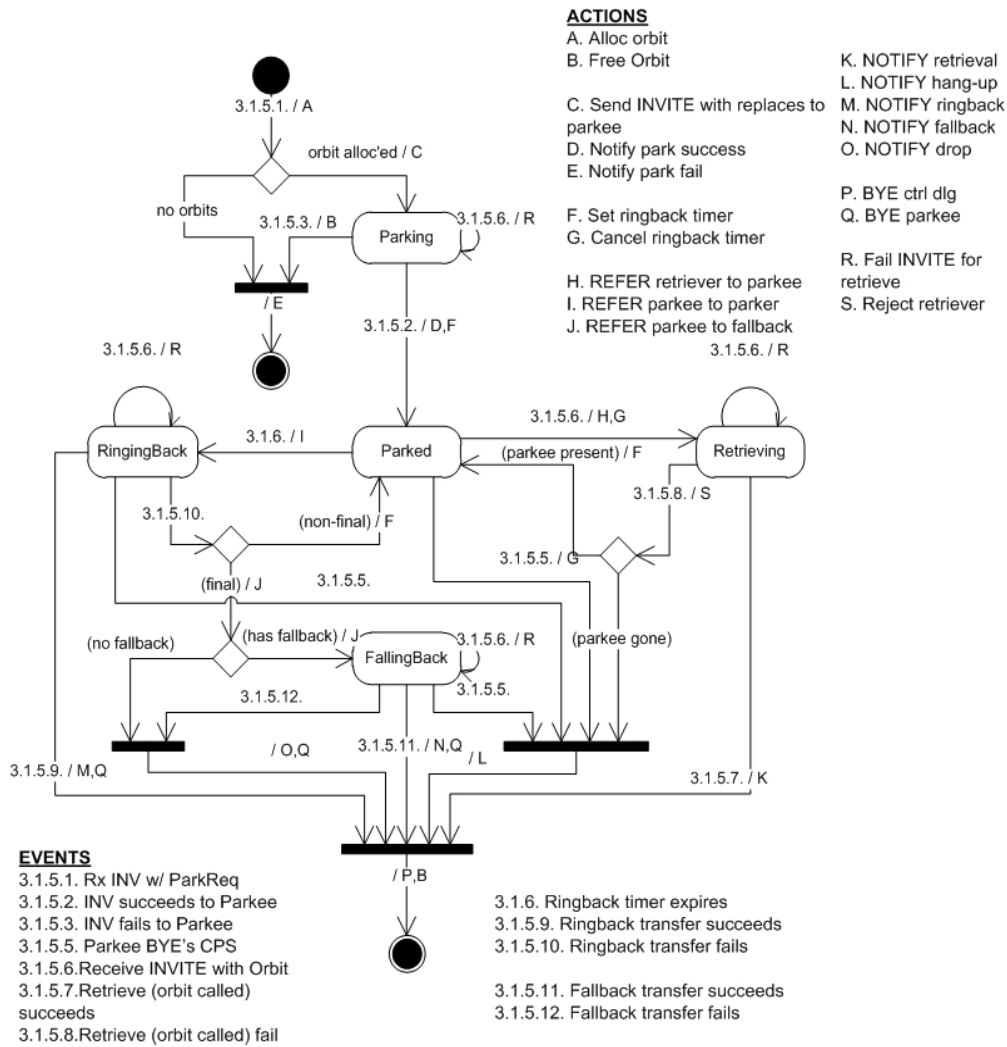 ACTIONS
A. Alloc orbit
B. Free Orbit
C. Send INVITE with replaces to
parkee
D. Notify park success
E. Notify park fail
F. Set ringback timer
G. Cancel ringback timer
H. REFER retriever to parkee
I. REFER parkee to parker
J. REFER parkee to fallback
K. NOTIFY retrieval
L. NOTIFY hang-up
M. NOTIFY ringback
N. NOTIFY fallback
O. NOTIFY drop
P. BYE ctrl dlg
Q. BYE parkee
R. Fail INVITE for
retrieve
S. Reject retriever
3.1.5.1. / A
orbit alloc'ed / C
no orbits
3.1.5.3. / B
Parking
3.1.5.6. / R
/ E
3.1.5.2. / D,F
3.1.5.6. / R
3.1.5.6. / R
RingingBack
3.1.6. / I
Parked
3.1.5.6. / H,G
(parkee present) / F
Retrieving
3.1.5.8. / S
3.1.5.10.
(non-final) / F
3.1.5.5. / G
(final) / J
3.1.5.5.
(no fallback)
(has fallback) / J
FallingBack
3.1.5.6. / R
(parkee gone)
3.1.5.5.
3.1.5.12.
/ O,Q
3.1.5.11. / N,Q
/ L
3.1.5.9. / M,Q
3.1.5.7. / K
/ P,B
EVENTS
3.1.5.1. Rx INV w/ ParkReq
3.1.5.2. INV succeeds to Parkee
3.1.5.3. INV fails to Parkee
3.1.5.5. Parkee BYE's CPS
3.1.5.6.Receive INVITE with Orbit
3.1.5.7.Retrieve (orbit called)
succeeds
3.1.5.8.Retrieve (orbit called) fail
3.1.6. Ringback timer expires
3.1.5.9. Ringback transfer succeeds
3.1.5.10. Ringback transfer fails
3.1.5.11. Fallback transfer succeeds
3.1.5.12. Fallback transfer fails